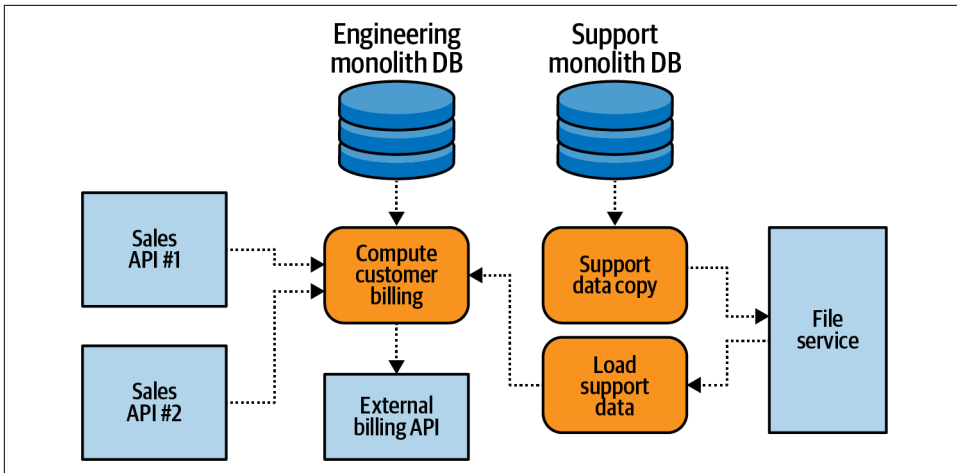 Engineering
monolith DB
Support
monolith DB
Sales
API #1
Compute
customer
billing
Support
data copy
File
service
Sales
API #2
External
billing API
Load
support
data